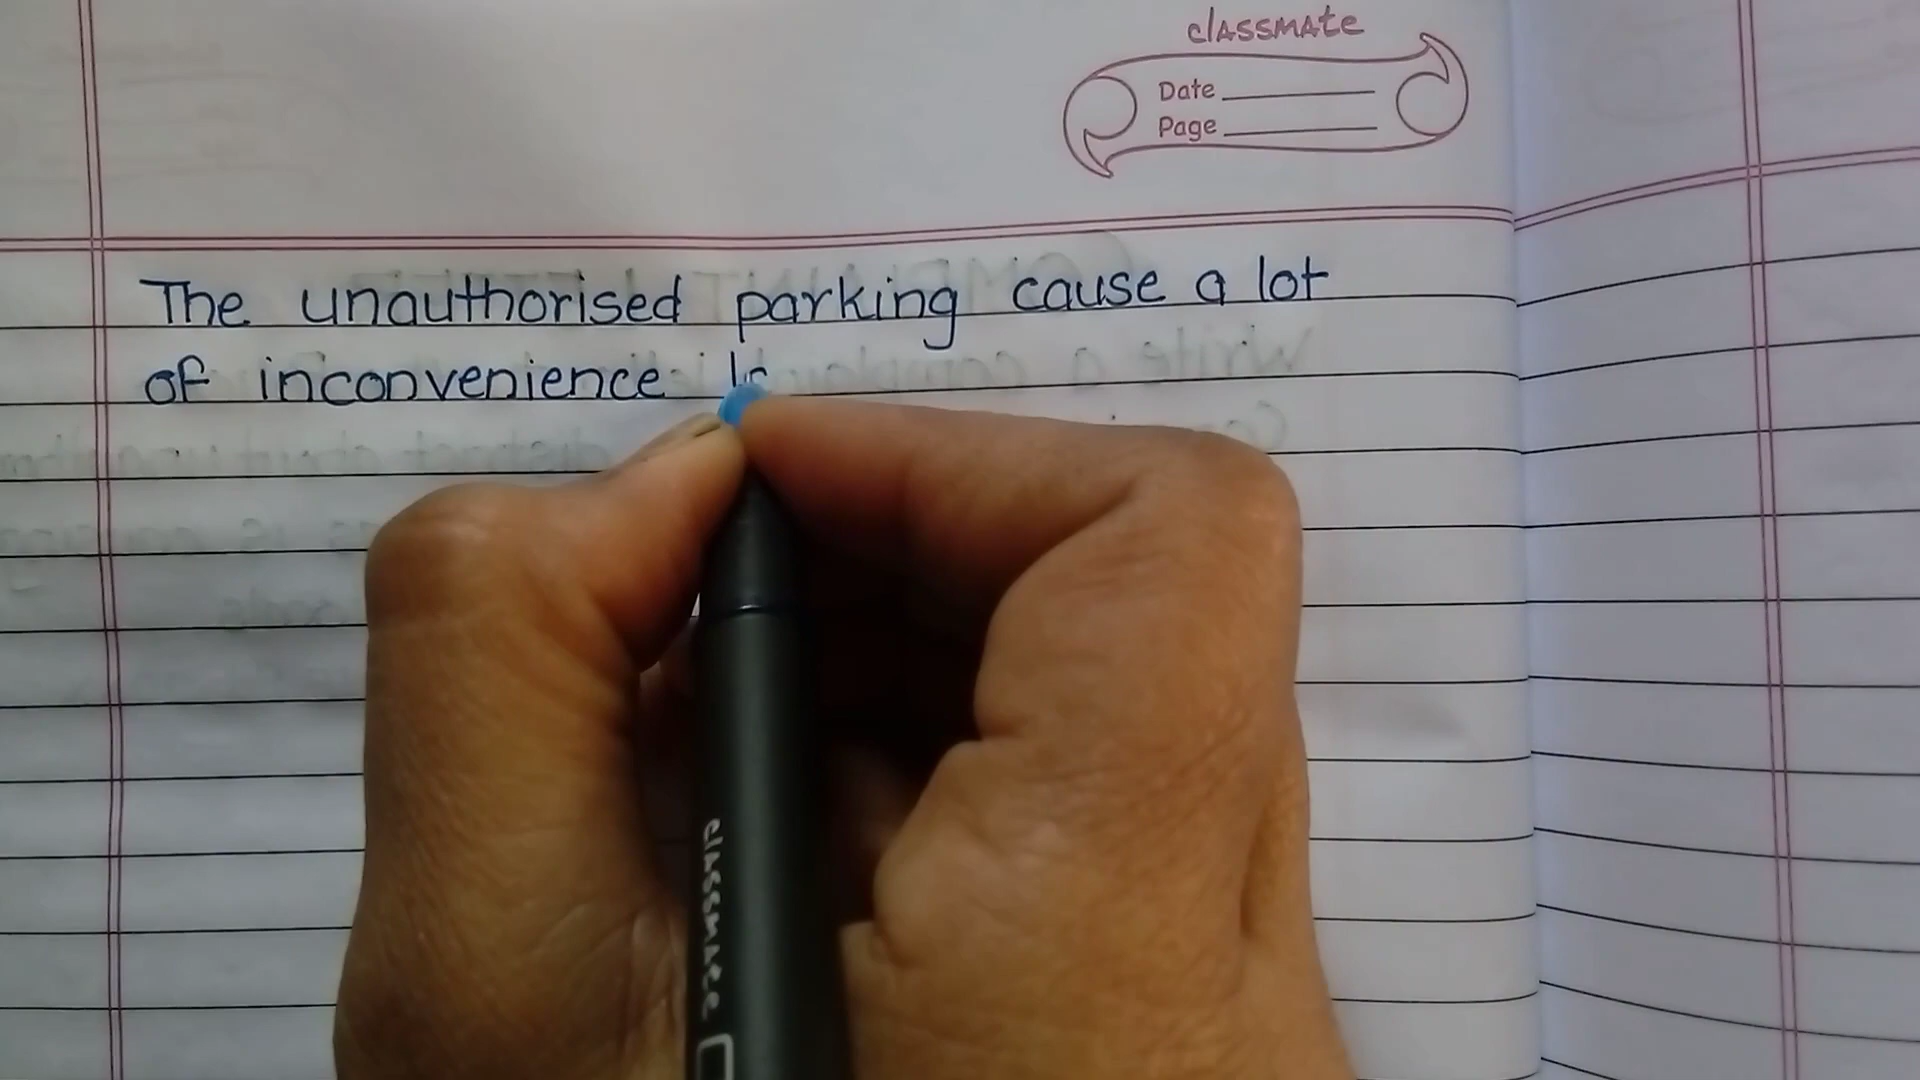 classmate
Date
Page
The unauthorised parking cause a lot
of inconvenience
classmate